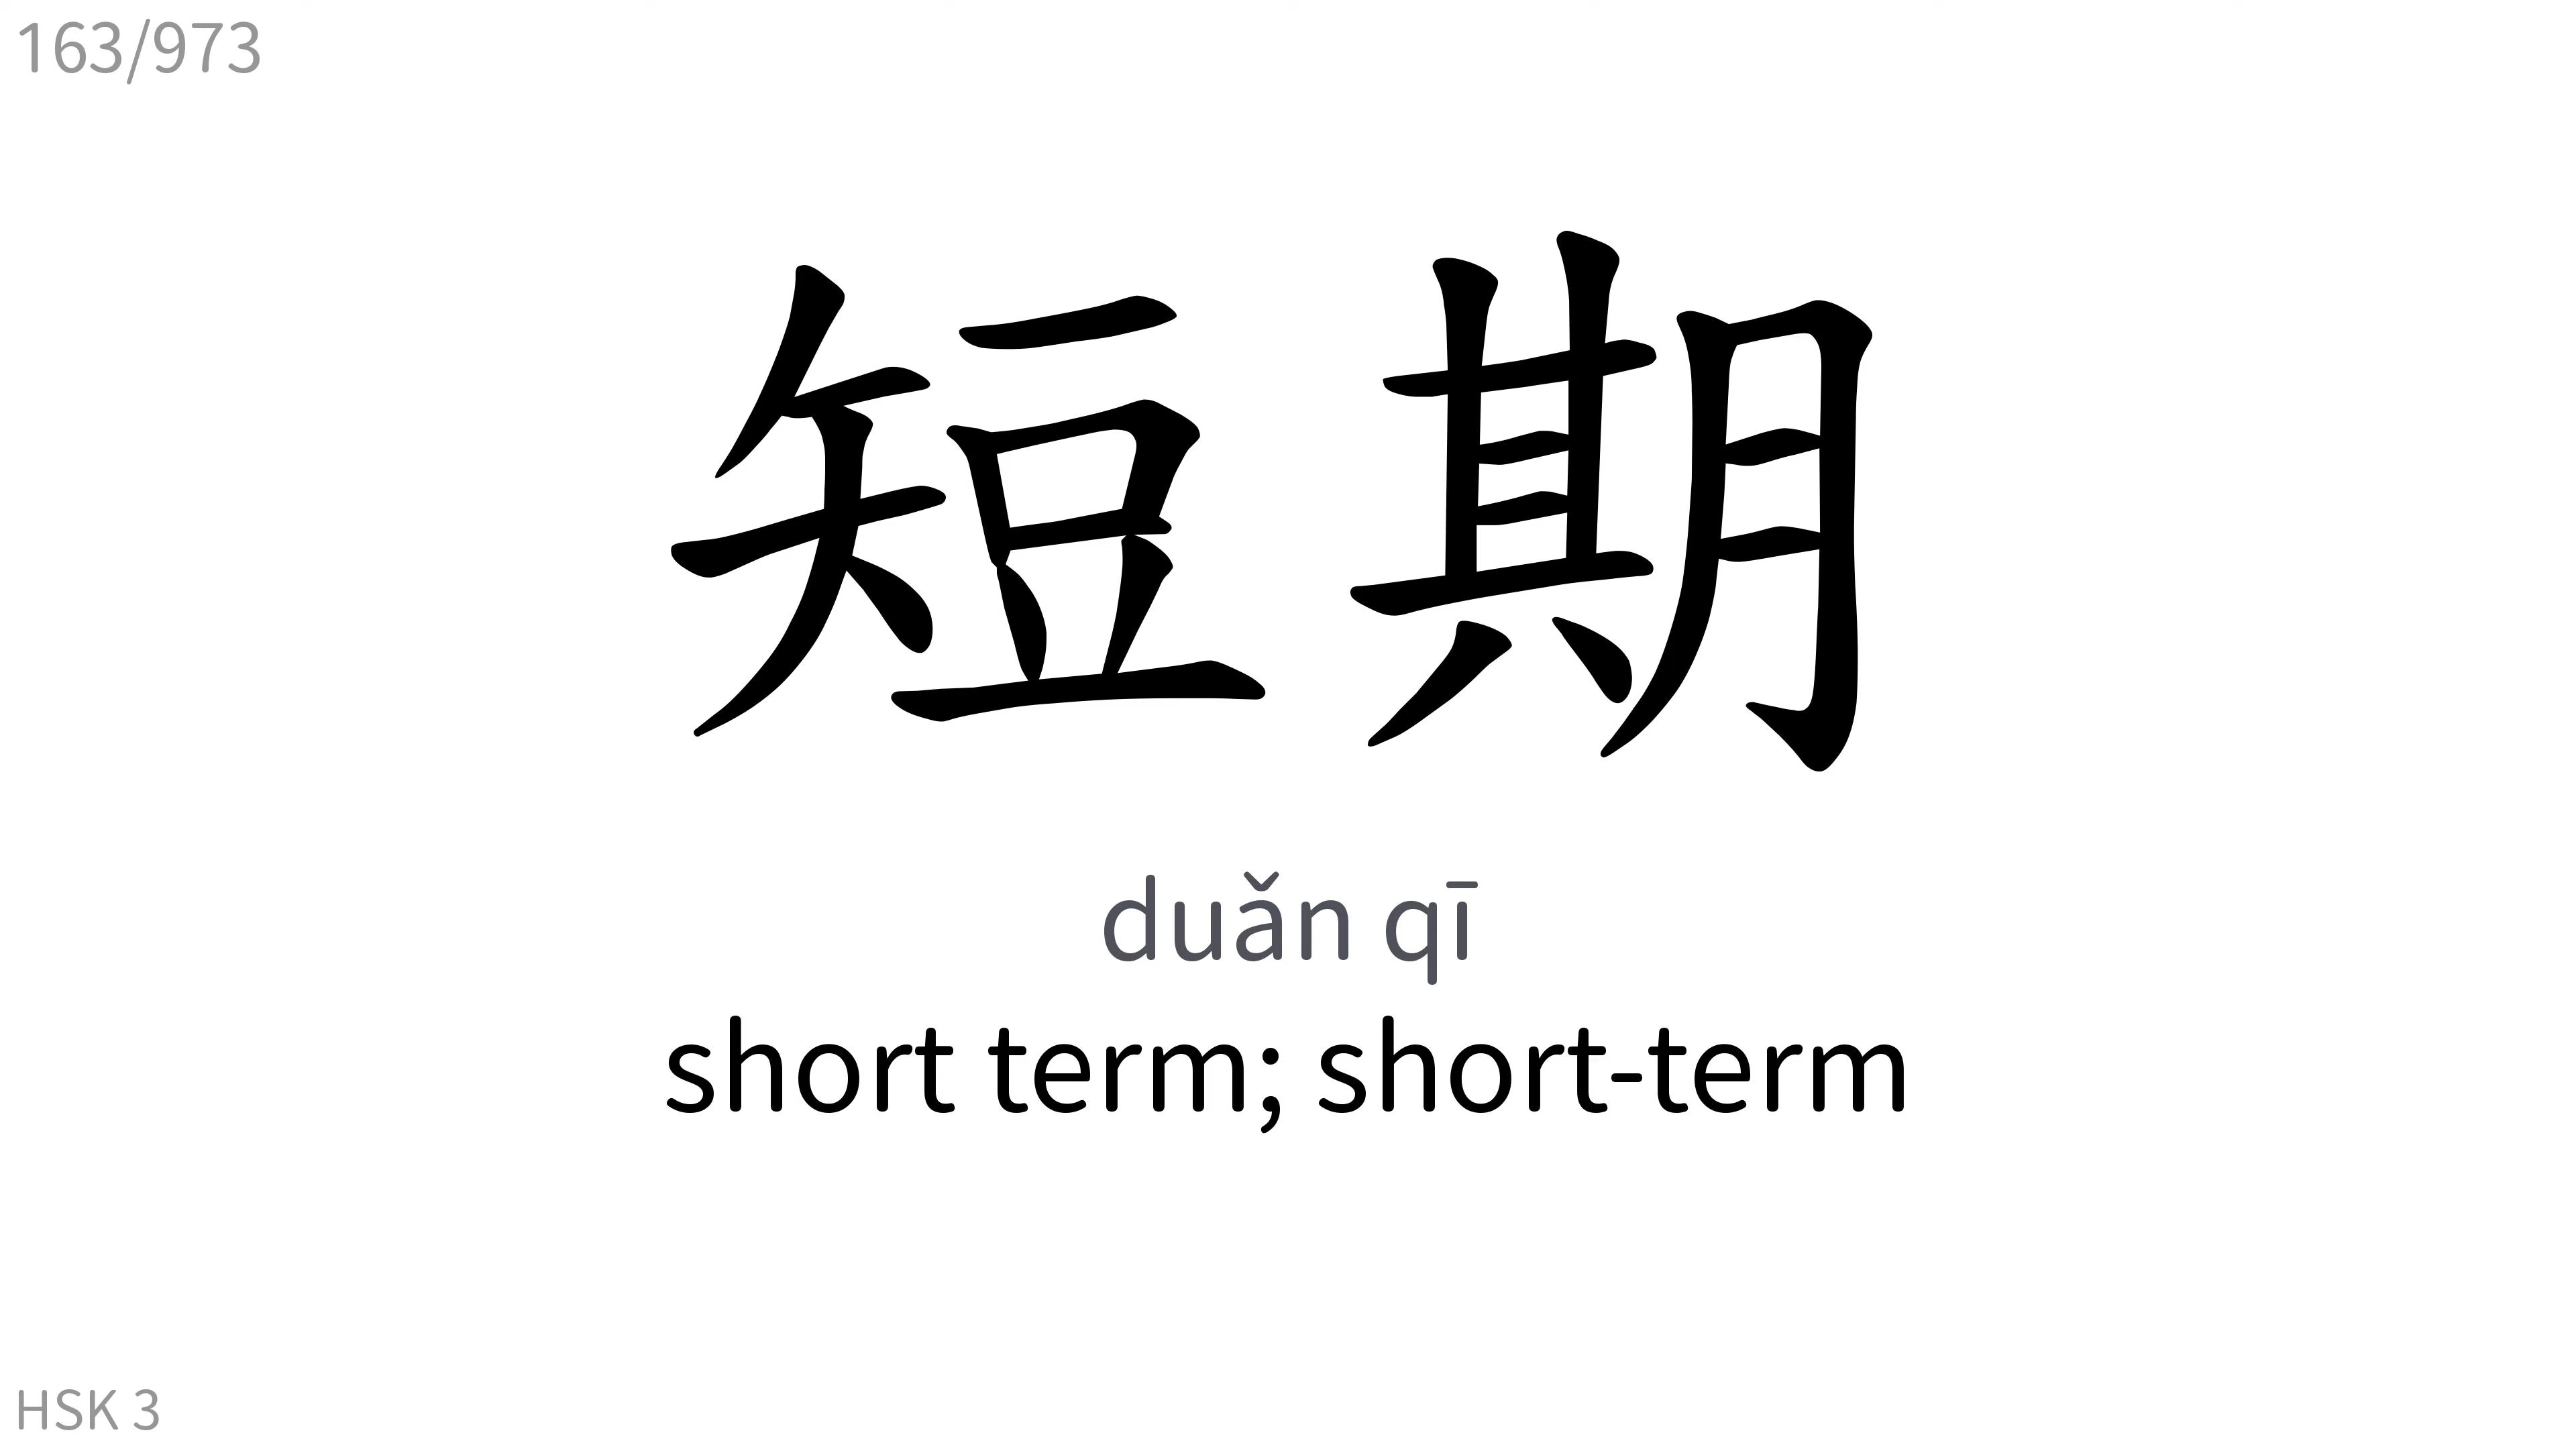 163/973
短期
duǎn qī
short term; short-term
HSK 3